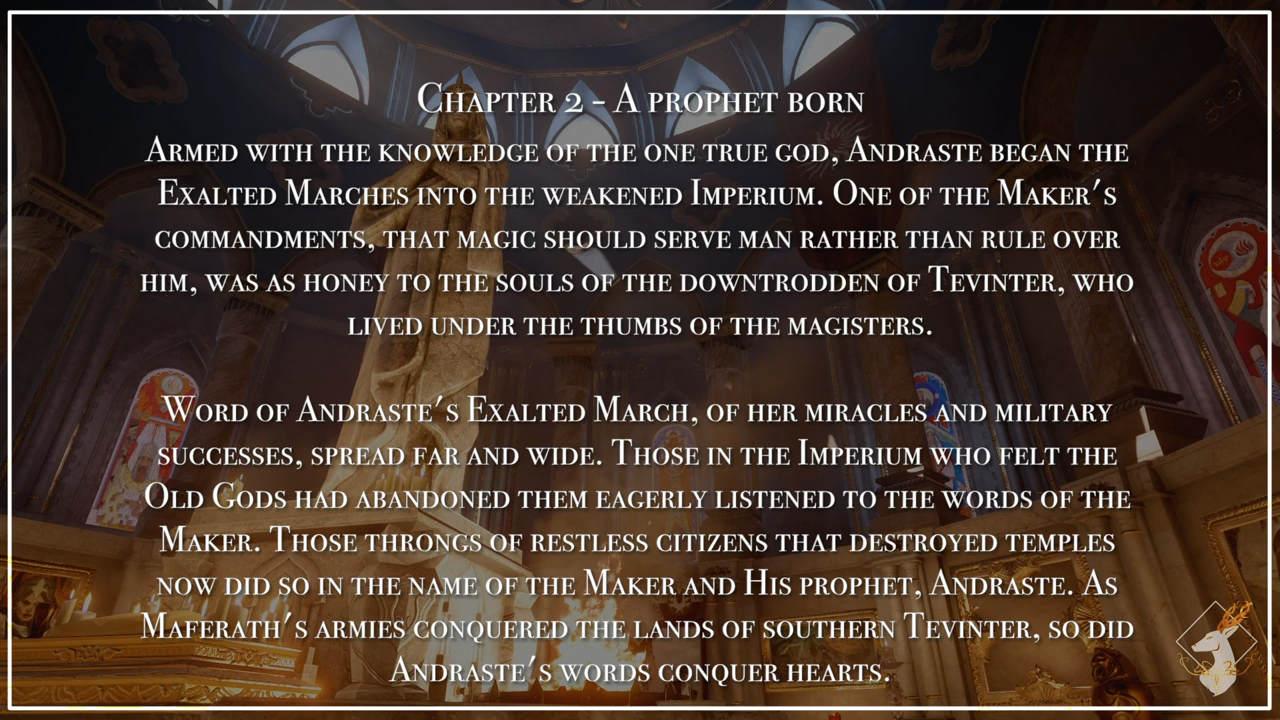 Chapter 2 - A prophet born
Armed with the knowledge of the one true god, Andraste began the
Exalted Marches into the weakened Imperium. One of the Maker's
commandments, that magic should serve man rather than rule over
him, was as honey to the souls of the downtrodden of Tevinter, who
lived under the thumbs of the magisters.
Word of Andraste's Exalted March, of her miracles and military
successes, spread far and wide. Those in the Imperium who felt the
Old Gods had abandoned them eagerly listened to the words of the
Maker. Those throngs of restless citizens that destroyed temples
now did so in the name of the Maker and His prophet, Andraste. As
Maferath's armies conquered the lands of southern Tevinter, so did
Andraste's words conquer hearts.